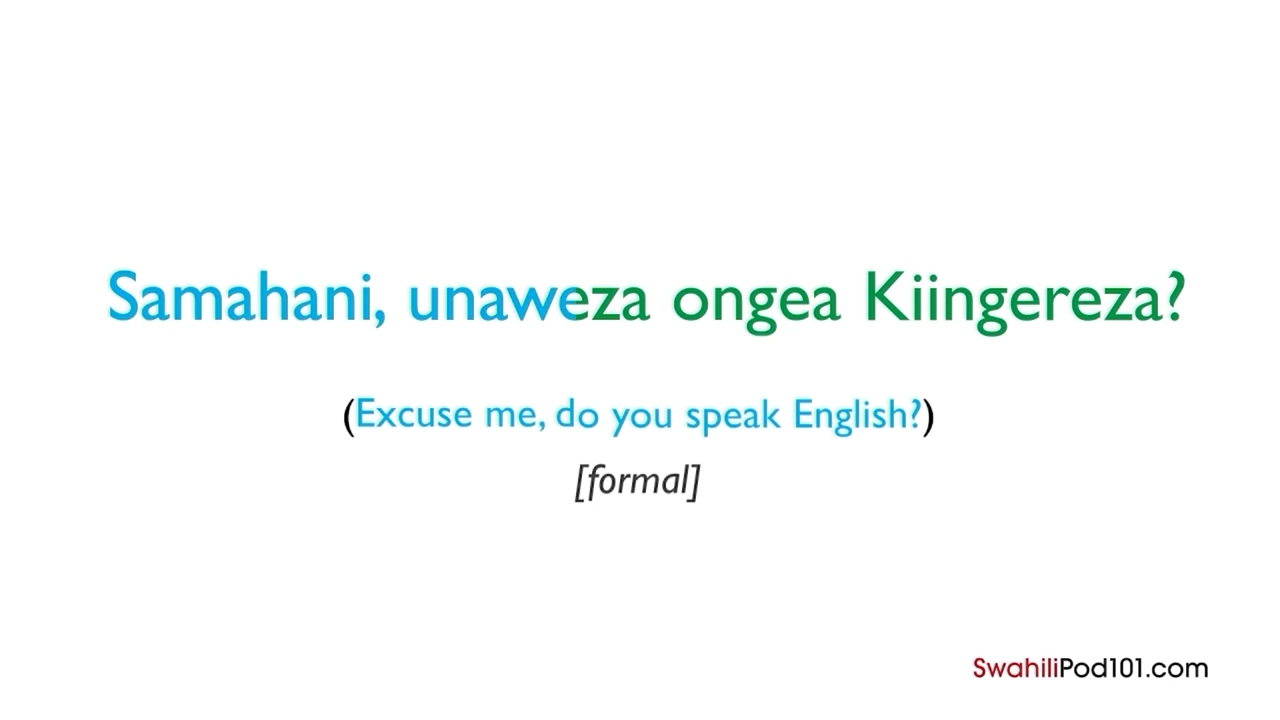 Samahani, unaweza ongea Kiingereza?
(Excuse me, do you speak English?)
[formal]
SwahiliPod101.com